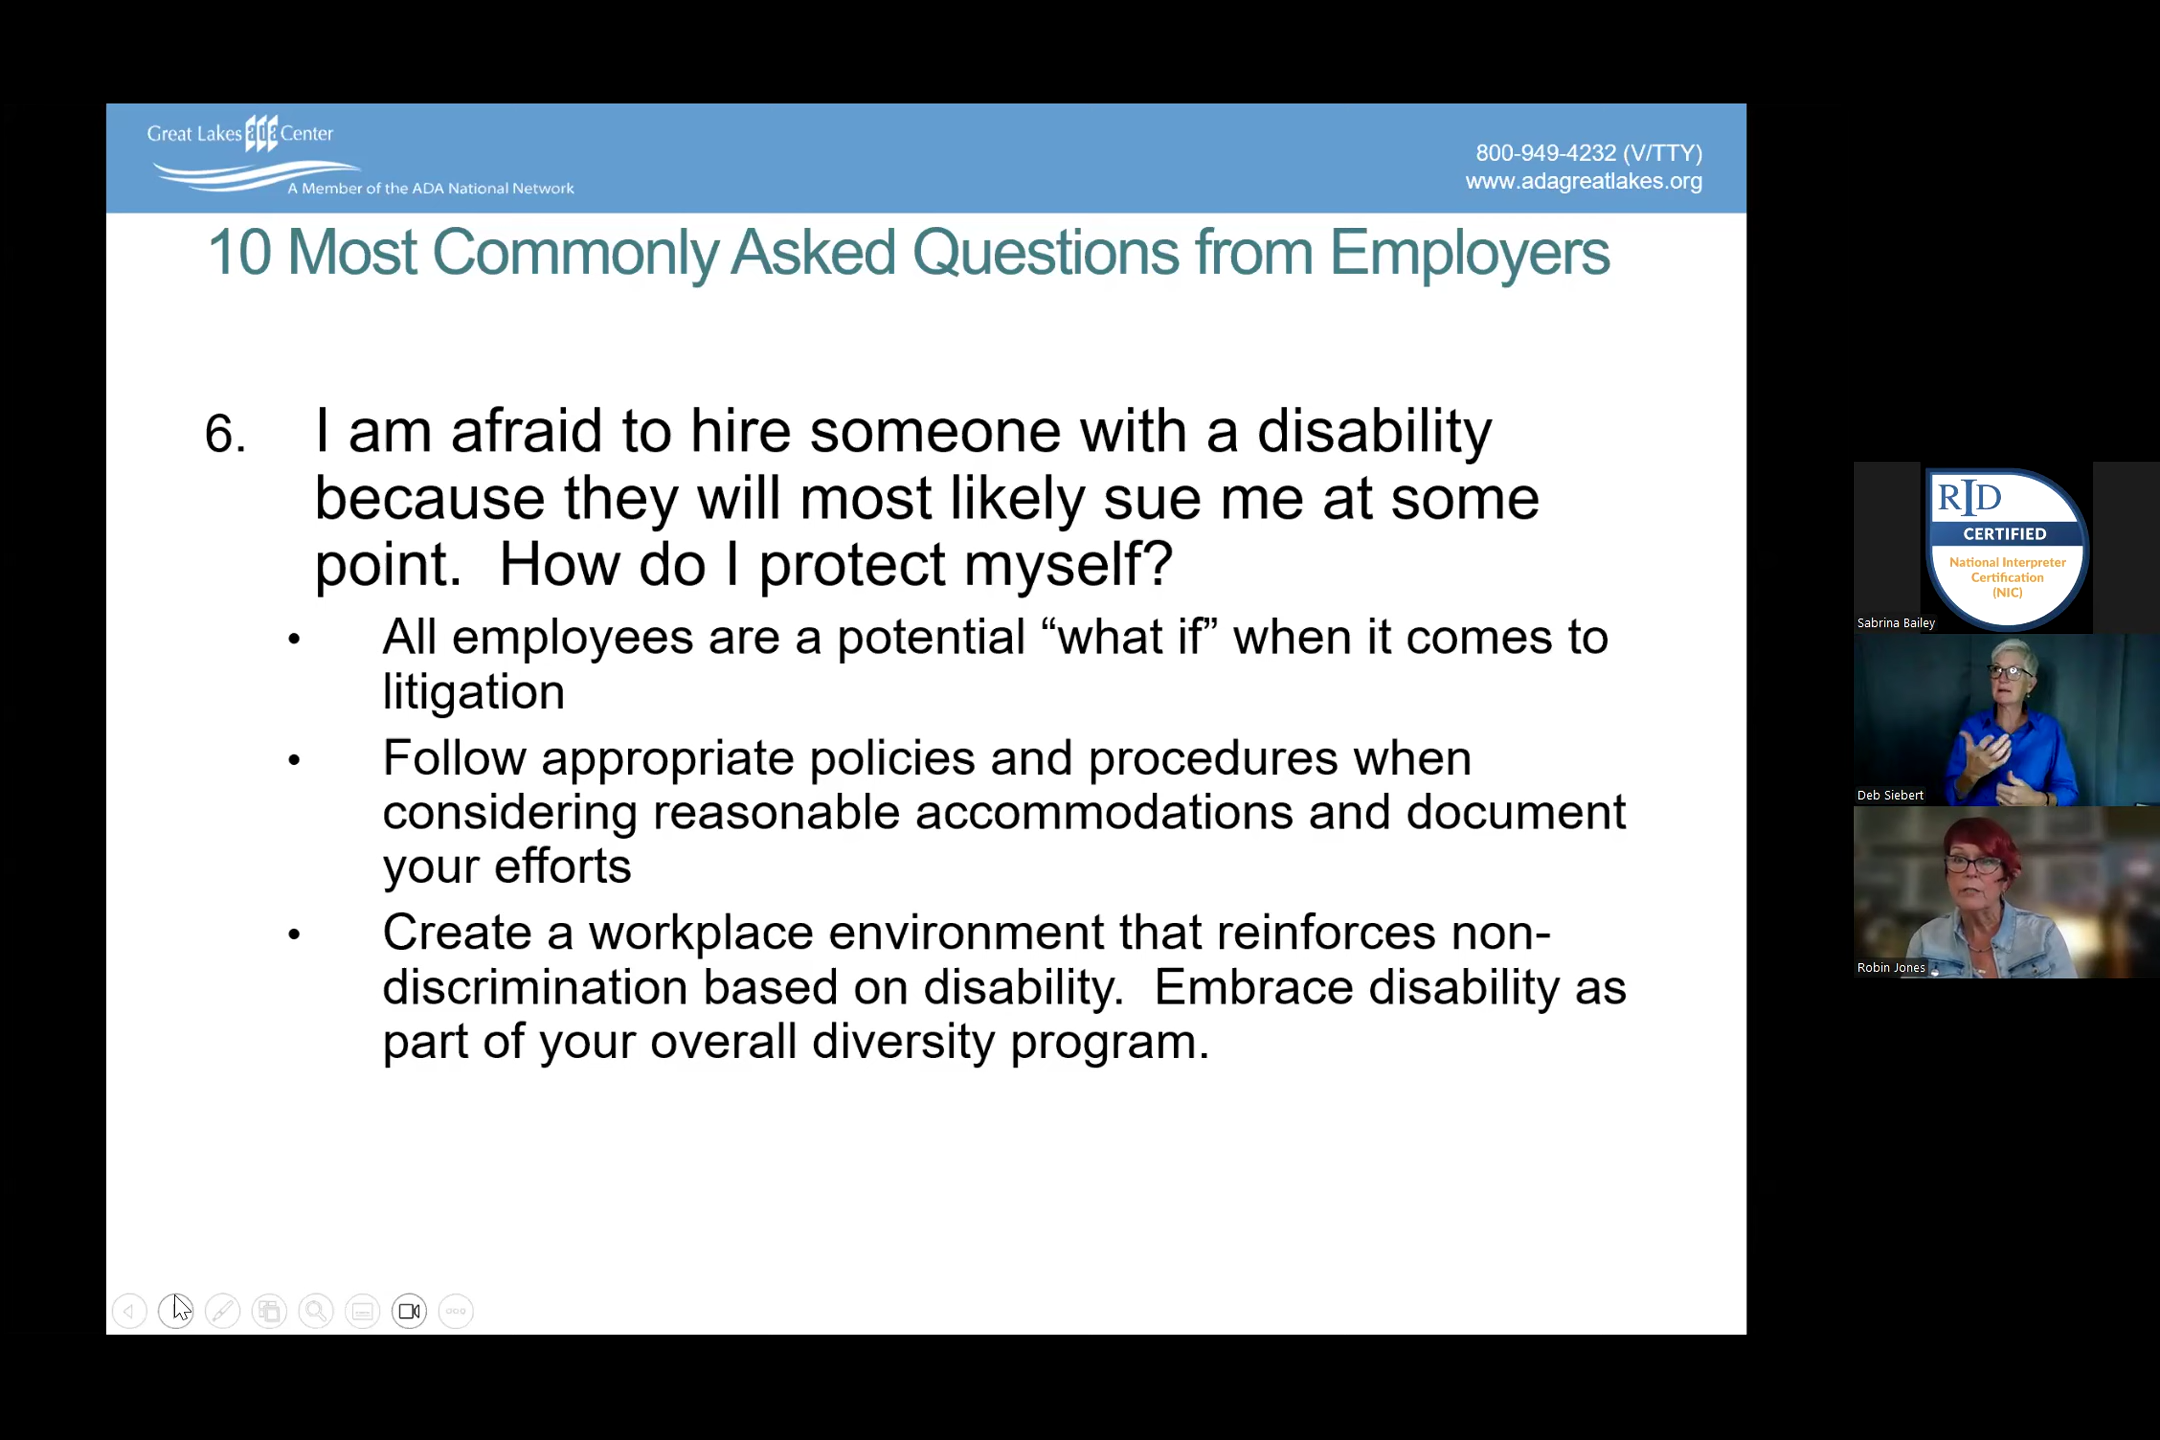 Great Lakes ada Center
A Member of the ADA National Network
800-949-4232 (V/TTY)
www.adagreatlakes.org
10 Most Commonly Asked Questions from Employers
6. I am afraid to hire someone with a disability
because they will most likely sue me at some
point.  How do I protect myself?
• All employees are a potential “what if” when it comes to
litigation
• Follow appropriate policies and procedures when
considering reasonable accommodations and document
your efforts
• Create a workplace environment that reinforces non-
discrimination based on disability.  Embrace disability as
part of your overall diversity program.
RID
CERTIFIED
National Interpreter
Certification
(NIC)
Sabrina Bailey
Deb Siebert
Robin Jones